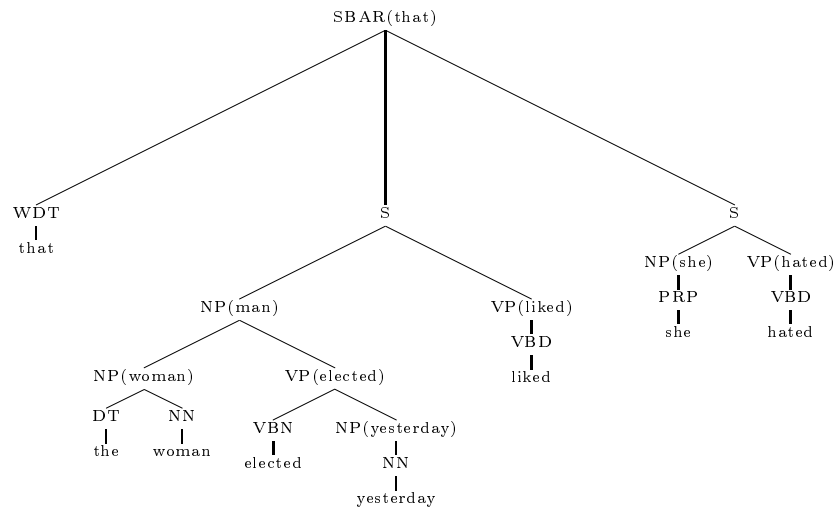 SBAR(that)
WDT S S
that
NP(she) VP(hated)
PRP VBD
she hated
NP(man) VP(liked)
VBD
liked
NP(woman) VP(elected)
DT NN
the woman
VBN NP(yesterday)
elected NN
yesterday